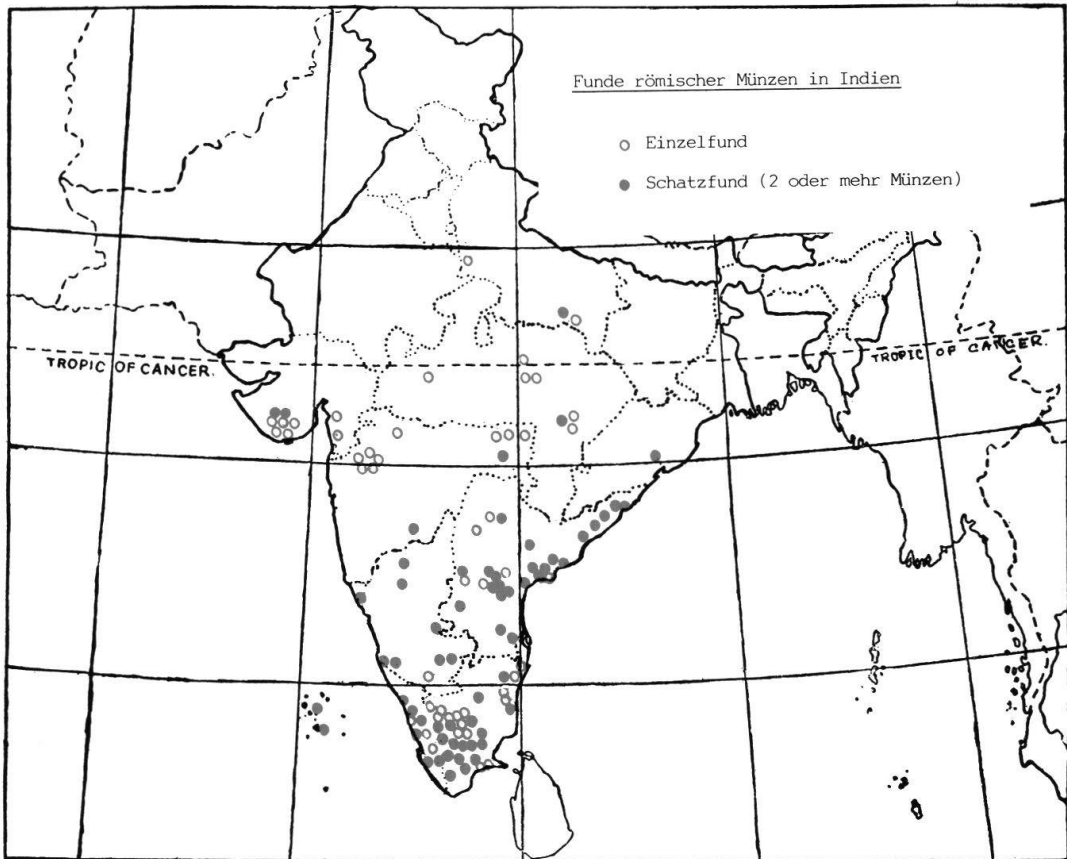 Funde römischer Münzen in Indien
Einzelfund
Schatzfund (2 oder mehr Münzen)
TROPIC OF CANCER.
TROPIC OF CANCER.